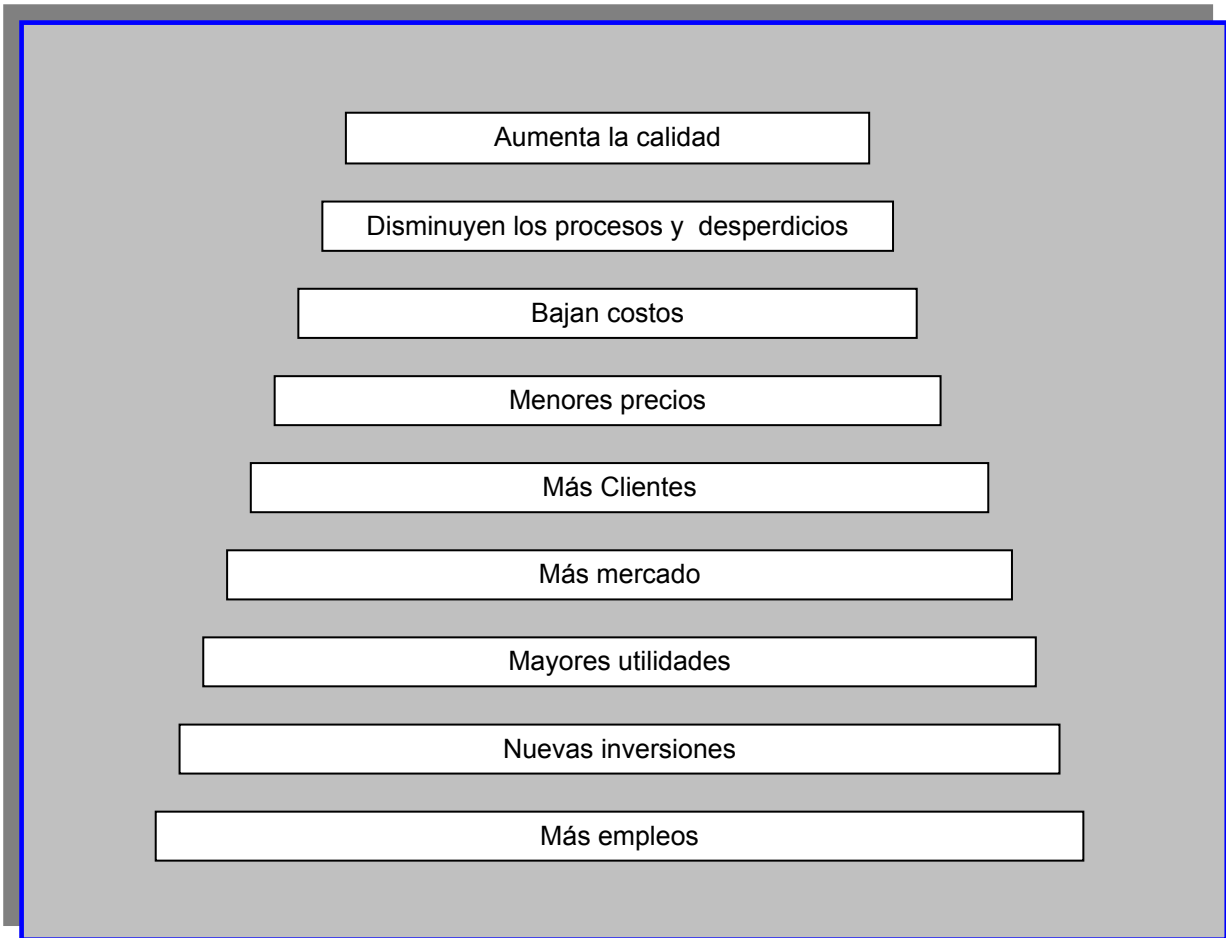 Aumenta la calidad
Disminuyen los procesos y  desperdicios
Bajan costos
Menores precios
Más Clientes
Más mercado
Mayores utilidades
Nuevas inversiones
Más empleos